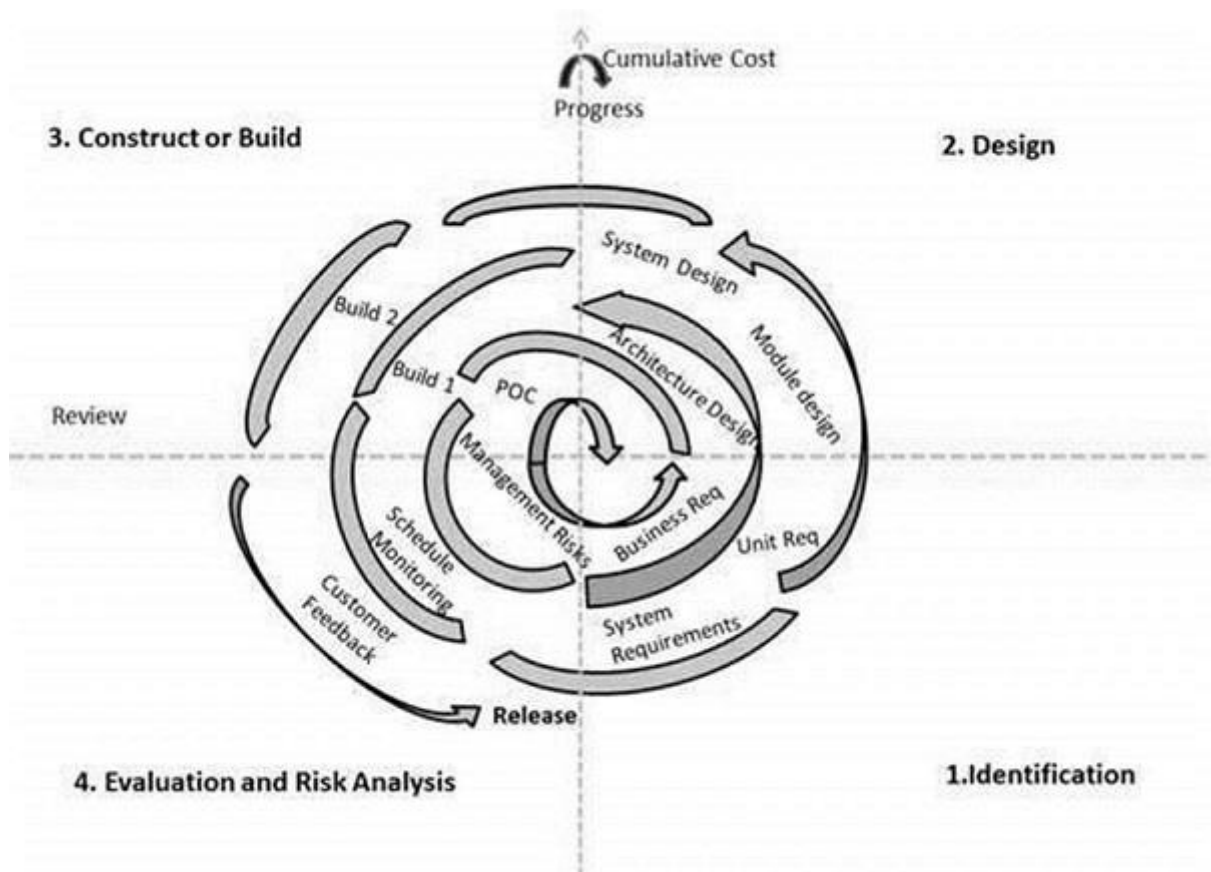 Cumulative Cost
Progress
3. Construct or Build
2. Design
System Design
Build 2
Module design
Architecture Design
Build 1
POC
Review
Management Risks
Business Req
Unit Req
Schedule
Monitoring
System
Requirements
Customer
Feedback
Release
4. Evaluation and Risk Analysis
1.Identification